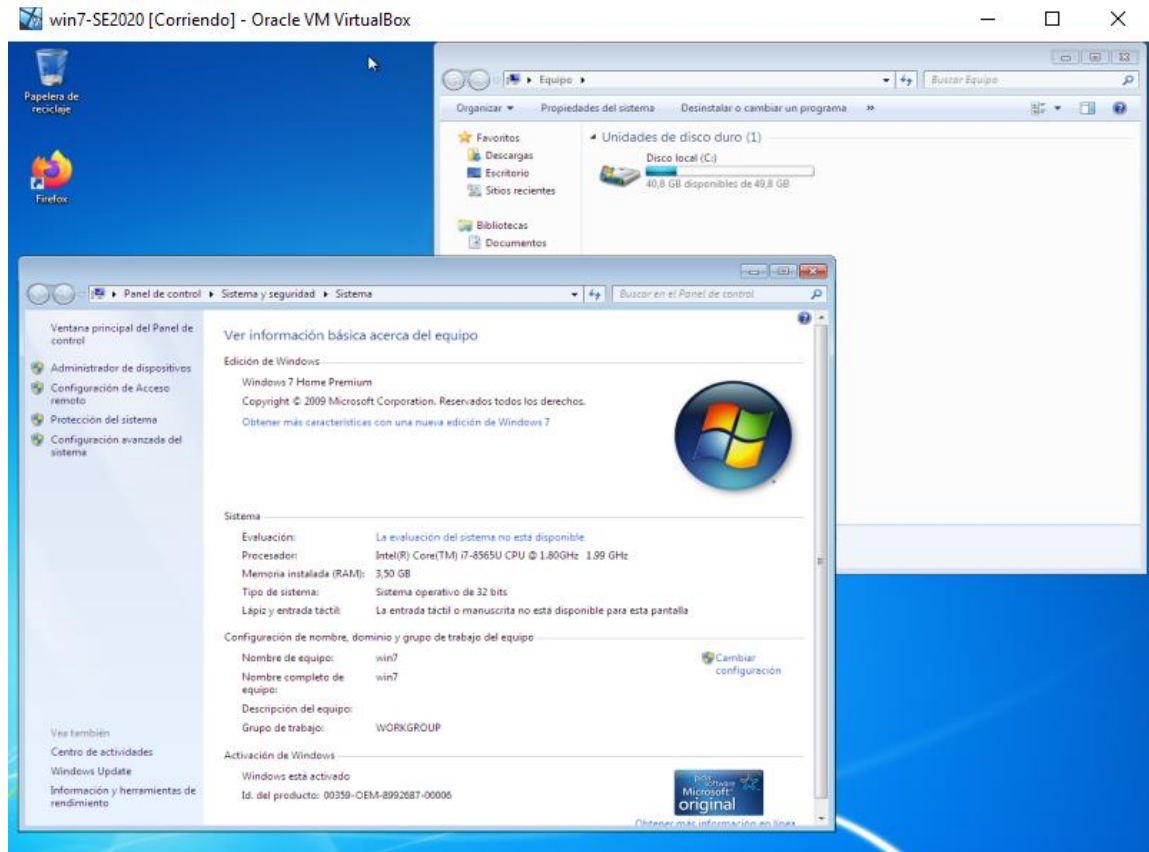 win7-SE2020 [Corriendo] - Oracle VM VirtualBox
Papelera de
reciclaje
Firefox
Equipo
Buscar Equipo
Organizar
Propiedades del sistema
Desinstalar o cambiar un programa
»
Favoritos
Descargas
Escritorio
Sitios recientes
Bibliotecas
Documentos
Unidades de disco duro (1)
Disco local (C:)
40,8 GB disponibles de 49,8 GB
Panel de control
Sistema y seguridad
Sistema
Buscar en el Panel de control
Ventana principal del Panel de
control
Administrador de dispositivos
Configuración de Acceso
remoto
Protección del sistema
Configuración avanzada del
sistema
Vea también
Centro de actividades
Windows Update
Información y herramientas de
rendimiento
Ver información básica acerca del equipo
Edición de Windows
Windows 7 Home Premium
Copyright © 2009 Microsoft Corporation. Reservados todos los derechos.
Obtener más características con una nueva edición de Windows 7
Sistema
Evaluación: La evaluación del sistema no está disponible
Procesador: Intel(R) Core(TM) i7-8565U CPU @ 1.80GHz 1.99 GHz
Memoria instalada (RAM): 3,50 GB
Tipo de sistema: Sistema operativo de 32 bits
Lápiz y entrada táctil: La entrada táctil o manuscrita no está disponible para esta pantalla
Configuración de nombre, dominio y grupo de trabajo del equipo
Nombre de equipo: win7
Cambiar
configuración
Nombre completo de win7
equipo:
Descripción del equipo:
Grupo de trabajo: WORKGROUP
Activación de Windows
Windows está activado
Id. del producto: 00359-OEM-8992687-00006
pida
software
Microsoft
original
Obtener más información en línea